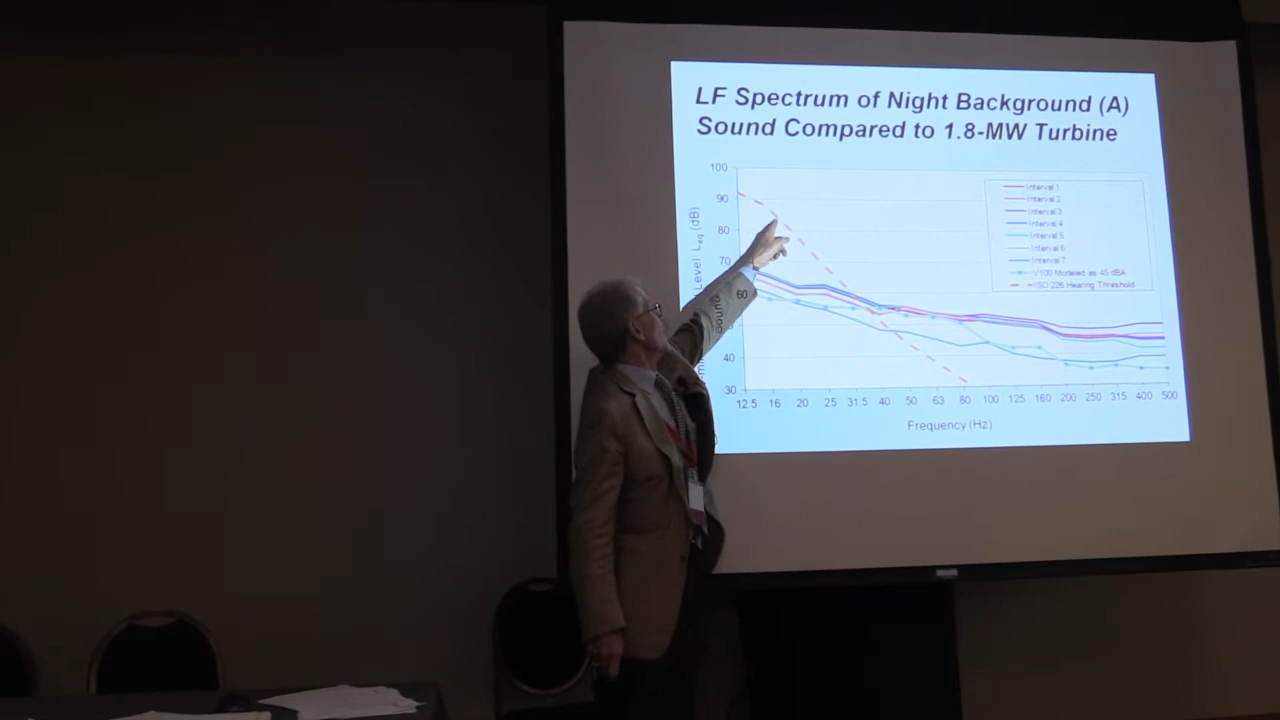 LF Spectrum of Night Background (A)
Sound Compared to 1.8-MW Turbine
100
90
80
70
60
40
30
Level Leq (dB)
Interval 1
Interval 2
Interval 3
Interval 4
Interval 5
Interval 6
Interval 7
V100 Modeled as 45 dBA
ISO 226 Hearing Threshold
12.5 16 20 25 31.5 40 50 63 80 100 125 160 200 250 315 400 500
Frequency (Hz)